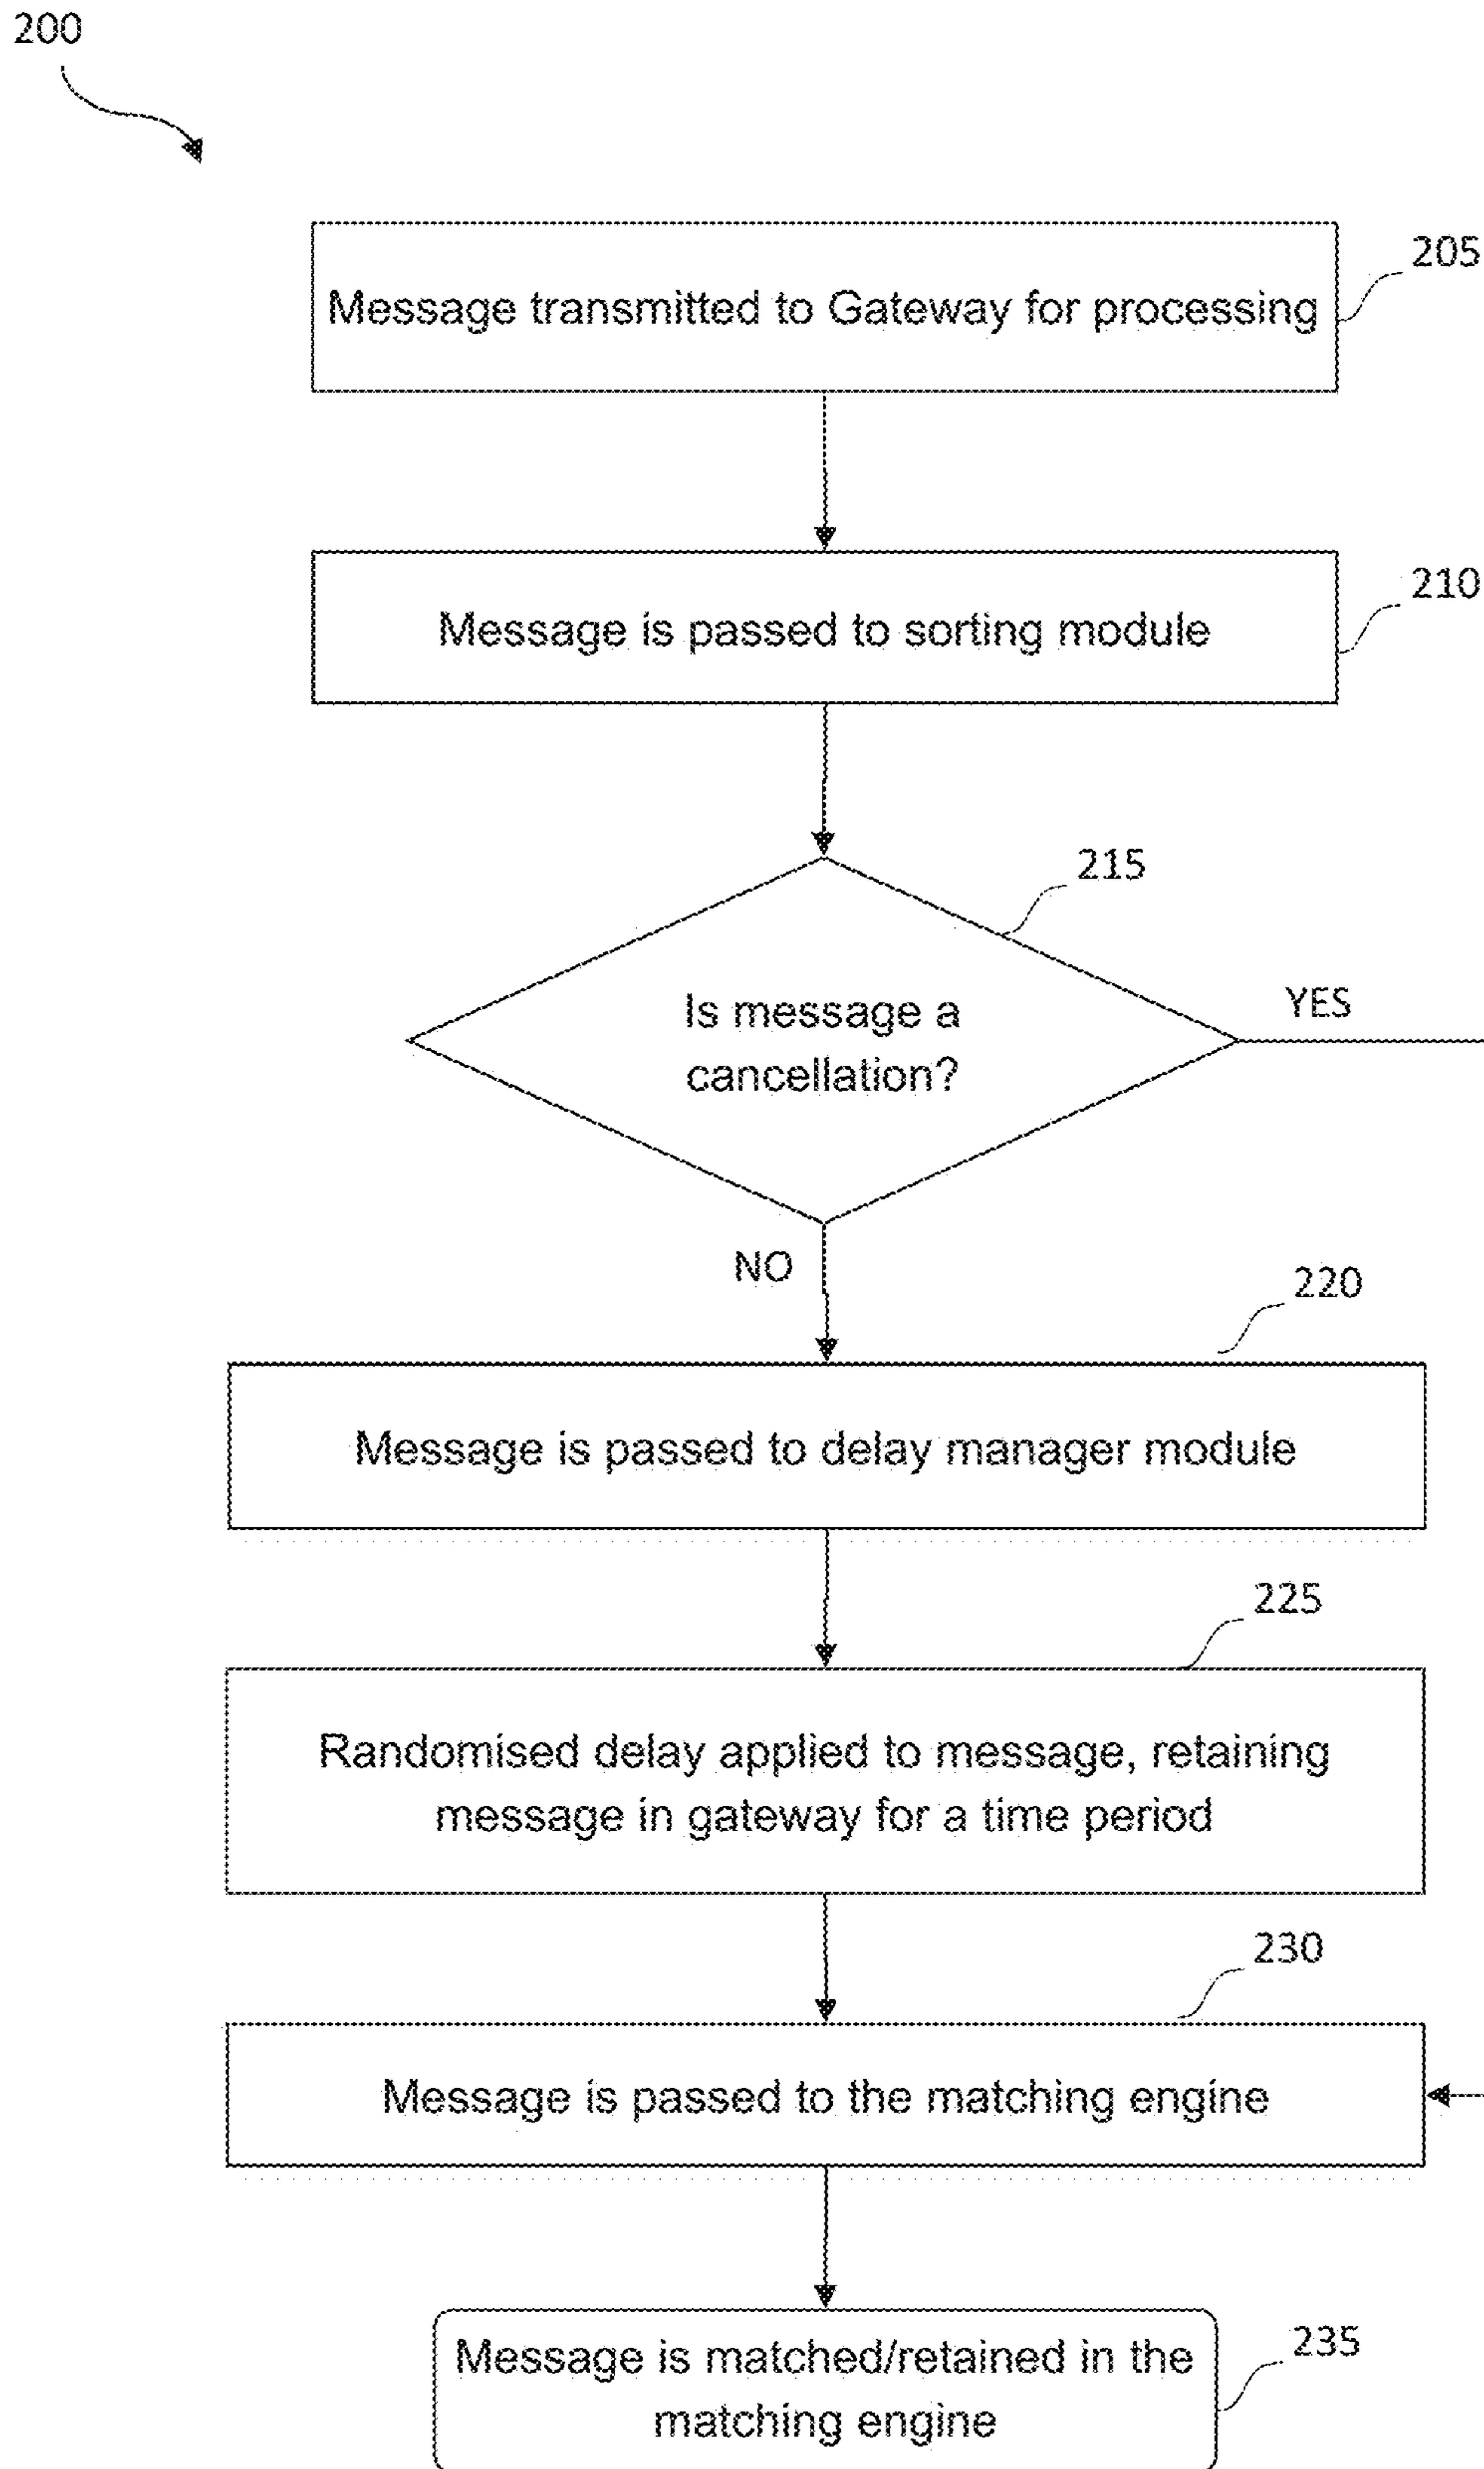 200
205
Message transmitted to Gateway for processing
210
Message is passed to sorting module
215
Is message a
cancellation?
YES
NO
220
Message is passed to delay manager module
225
Randomised delay applied to message, retaining
message in gateway for a time period
230
Message is passed to the matching engine
Message is matched/retained in the
235
matching engine